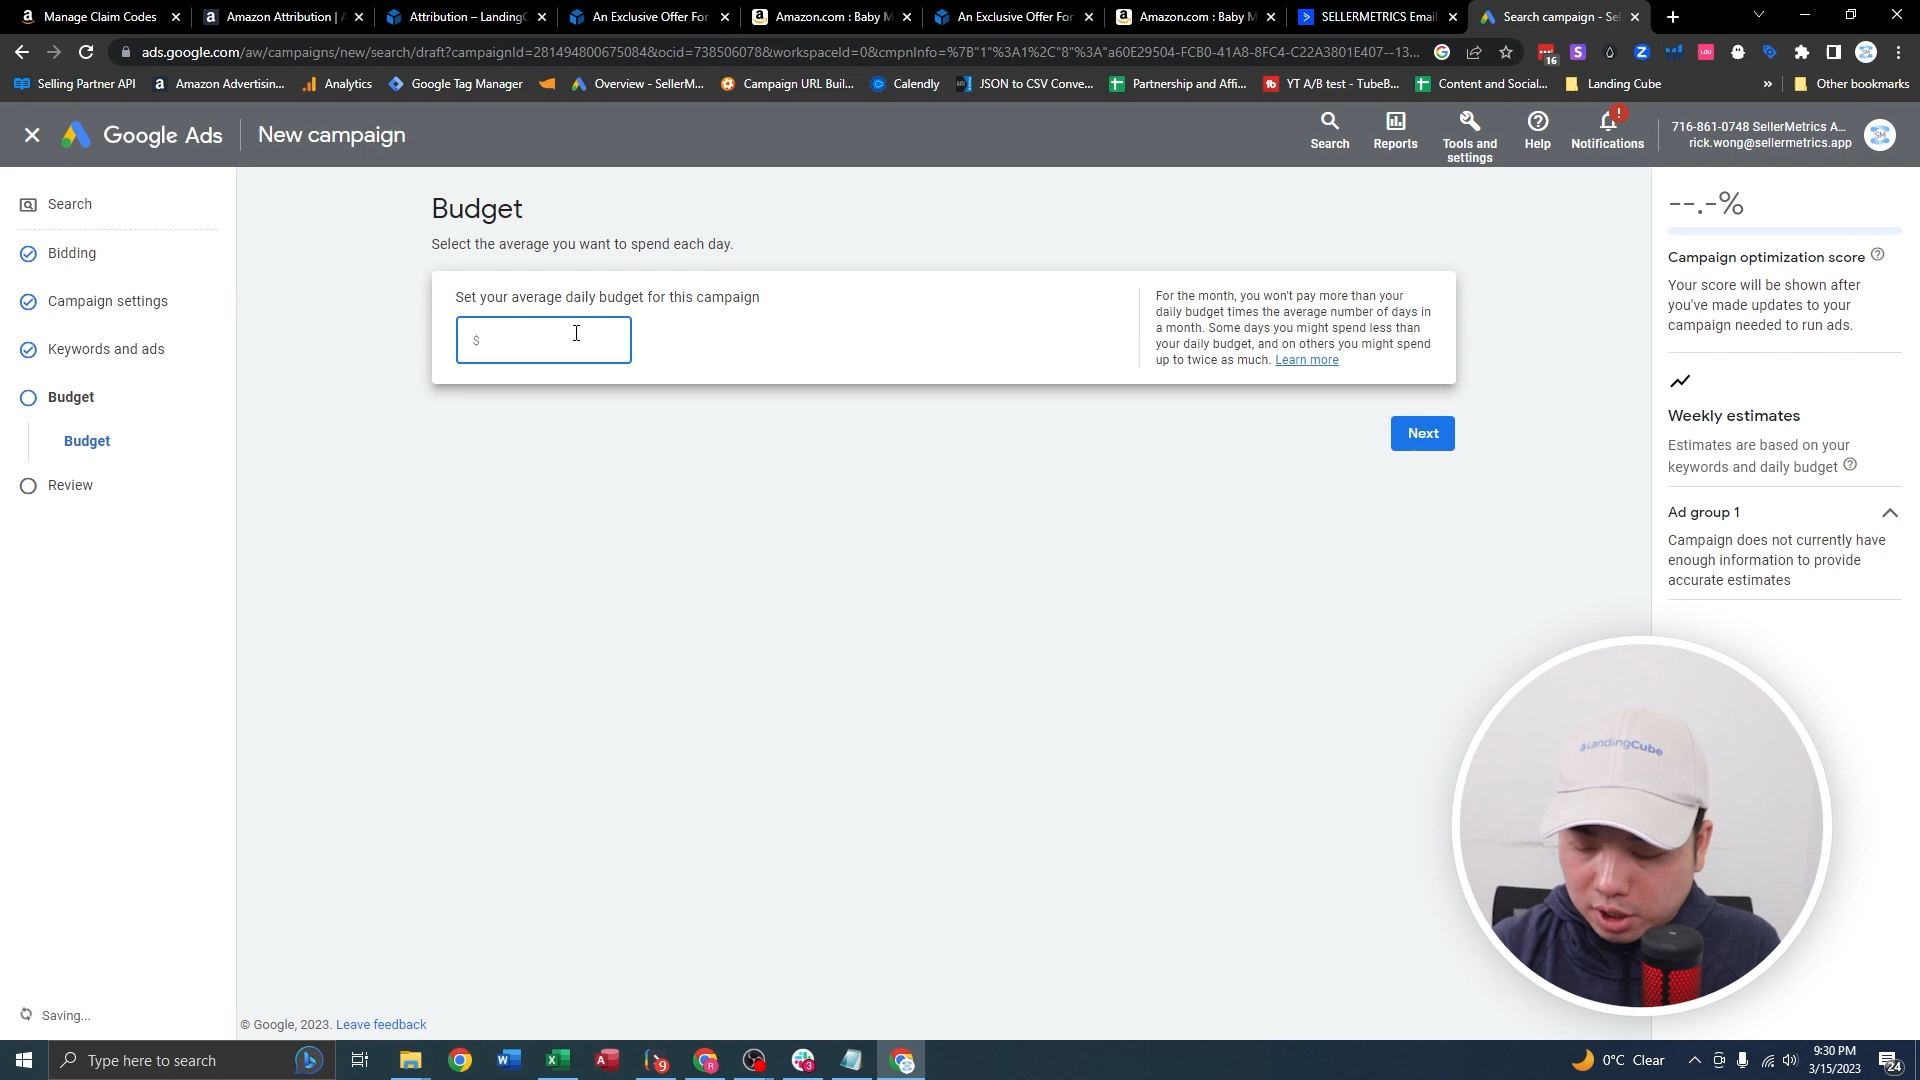 Manage Claim Codes
Amazon Attribution |
Attribution – Landing
An Exclusive Offer For
Amazon.com : Baby M
An Exclusive Offer For
Amazon.com : Baby M
SELLERMETRICS Email
Search campaign - Sel
ads.google.com/aw/campaigns/new/search/draft?campaignId=281494800675084&ocid=738506078&workspaceId=0&cmpnInfo=%7B"1"%3A1%2C"8"%3A"a60E29504-FCB0-41A8-8FC4-C22A3801E407--13...
16
Selling Partner API
Amazon Advertisin...
Analytics
Google Tag Manager
Overview - SellerM...
Campaign URL Buil...
Calendly
JSON to CSV Conve...
Partnership and Affi...
YT A/B test - TubeB...
Content and Social...
Landing Cube
»
Other bookmarks
Google Ads
New campaign
Search
Reports
Tools and settings
Help
Notifications
716-861-0748 SellerMetrics A...
rick.wong@sellermetrics.app
SM
Search
Bidding
Campaign settings
Keywords and ads
Budget
Budget
Review
Saving...
Budget
Select the average you want to spend each day.
Set your average daily budget for this campaign
$
For the month, you won't pay more than your
daily budget times the average number of days in
a month. Some days you might spend less than
your daily budget, and on others you might spend
up to twice as much. Learn more
Next
--.-%
Campaign optimization score
Your score will be shown after
you've made updates to your
campaign needed to run ads.
Weekly estimates
Estimates are based on your
keywords and daily budget
Ad group 1
Campaign does not currently have
enough information to provide
accurate estimates
LandingCube
© Google, 2023. Leave feedback
Type here to search
9
3
0°C Clear
9:30 PM
3/15/2023
24